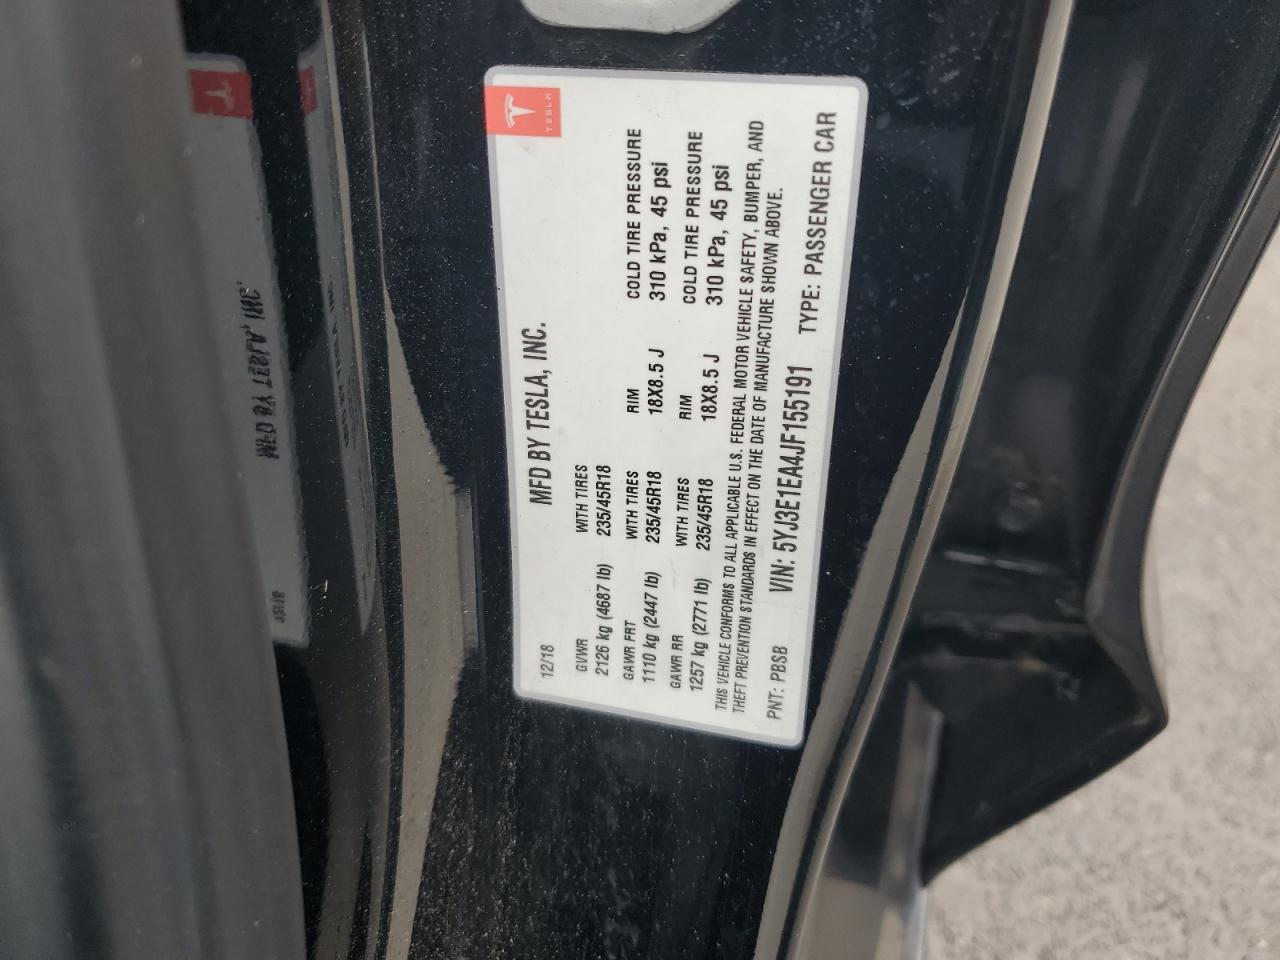 TESLA
MFD BY TESLA, INC.
12/18
GVWR WITH TIRES
2126 kg (4687 lb) 235/45R18
GAWR FRT WITH TIRES RIM COLD TIRE PRESSURE
1110 kg (2447 lb) 235/45R18 18X8.5 J 310 kPa, 45 psi
GAWR RR WITH TIRES RIM COLD TIRE PRESSURE
1257 kg (2771 lb) 235/45R18 18X8.5 J 310 kPa, 45 psi
THIS VEHICLE CONFORMS TO ALL APPLICABLE U.S. FEDERAL MOTOR VEHICLE SAFETY, BUMPER, AND
THEFT PREVENTION STANDARDS IN EFFECT ON THE DATE OF MANUFACTURE SHOWN ABOVE.
PNT: PBSB VIN: 5YJ3E1EA4JF155191 TYPE: PASSENGER CAR